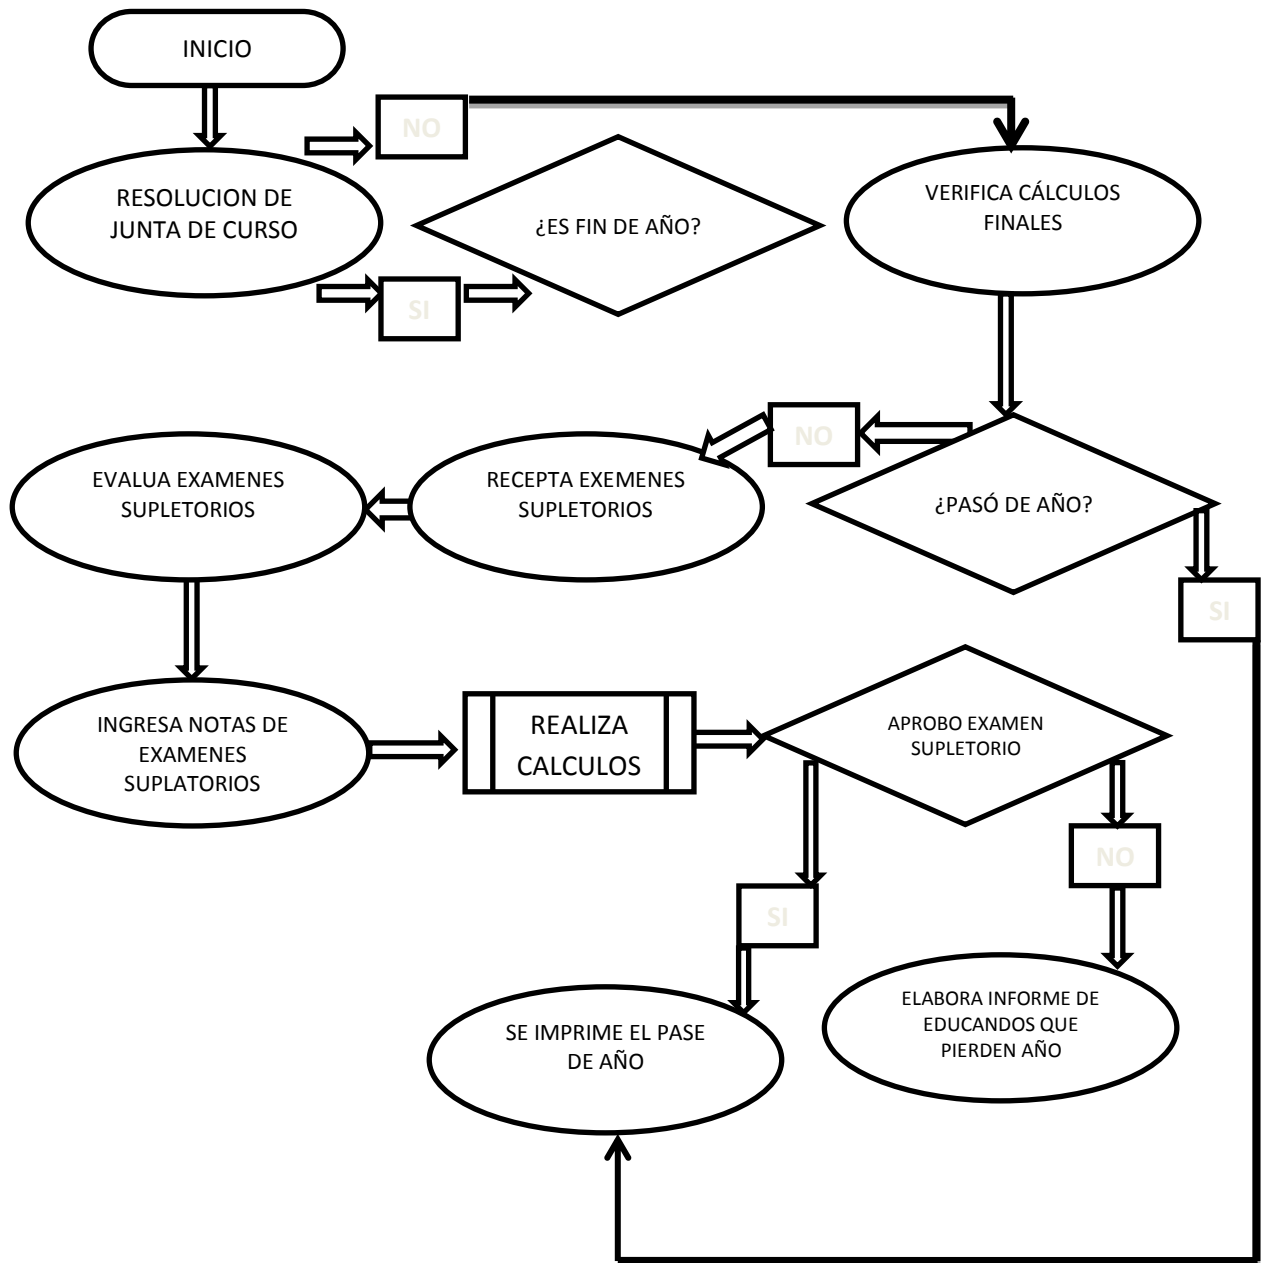 INICIO
NO
RESOLUCION DE
JUNTA DE CURSO
¿ES FIN DE AÑO?
VERIFICA CÁLCULOS
FINALES
SI
NO
EVALUA EXAMENES
SUPLETORIOS
RECEPTA EXEMENES
SUPLETORIOS
¿PASÓ DE AÑO?
SI
INGRESA NOTAS DE
EXAMENES
SUPLATORIOS
REALIZA
CALCULOS
APROBO EXAMEN
SUPLETORIO
NO
SI
SE IMPRIME EL PASE
DE AÑO
ELABORA INFORME DE
EDUCANDOS QUE
PIERDEN AÑO